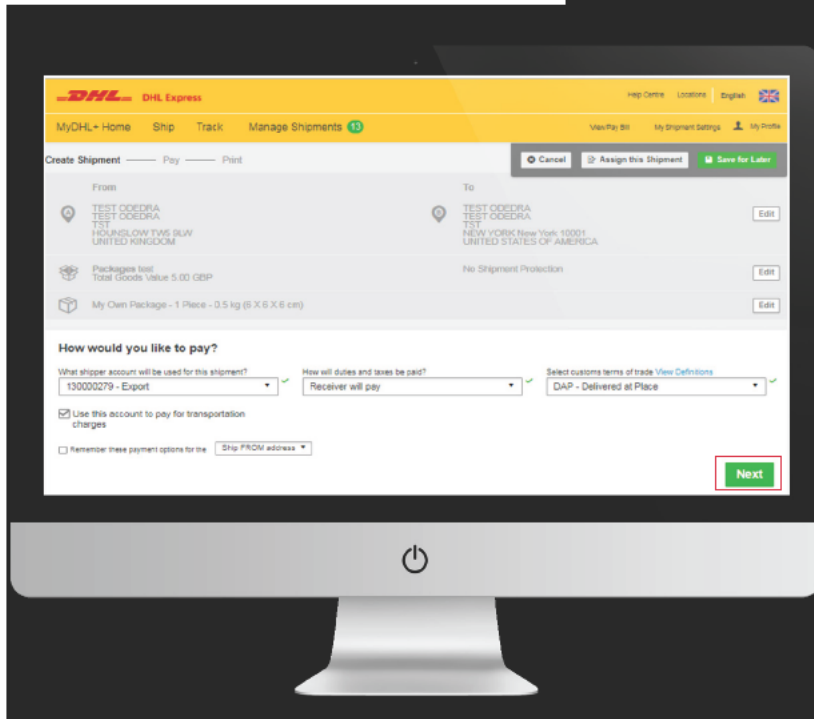 DHL DHL Express
Help Centre Locations English
MyDHL+ Home Ship Track Manage Shipments 13
View/Pay Bill My Shipment Settings My Profile
Create Shipment Pay Print
Cancel Assign this Shipment Save for Later
From
TEST ODEDRA
TEST ODEDRA
TST
HOUNSLOW TW5 9LW
UNITED KINGDOM
To
TEST ODEDRA
TEST ODEDRA
TST
NEW YORK New York 10001
UNITED STATES OF AMERICA
Edit
Packages test
Total Goods Value 5.00 GBP
No Shipment Protection
Edit
My Own Package - 1 Piece - 0.5 kg (6 X 6 X 6 cm)
Edit
How would you like to pay?
What shipper account will be used for this shipment?
130000279 - Export
How will duties and taxes be paid?
Receiver will pay
Select customs terms of trade View Definitions
DAP - Delivered at Place
Use this account to pay for transportation
charges
Remember these payment options for the Ship FROM address
Next